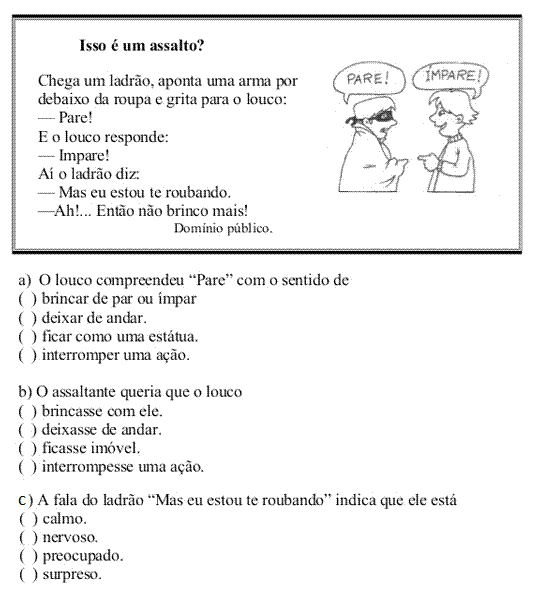 Isso é um assalto?
Chega um ladrão, aponta uma arma por
debaixo da roupa e grita para o louco:
— Pare!
E o louco responde:
— Impare!
Aí o ladrão diz:
— Mas eu estou te roubando.
—Ah!... Então não brinco mais!
Domínio público.
PARE!
ÍMPARE!
a) O louco compreendeu “Pare” com o sentido de
( ) brincar de par ou ímpar
( ) deixar de andar.
( ) ficar como uma estátua.
( ) interromper uma ação.
b) O assaltante queria que o louco
( ) brincasse com ele.
( ) deixasse de andar.
( ) ficasse imóvel.
( ) interrompesse uma ação.
c) A fala do ladrão “Mas eu estou te roubando” indica que ele está
( ) calmo.
( ) nervoso.
( ) preocupado.
( ) surpreso.